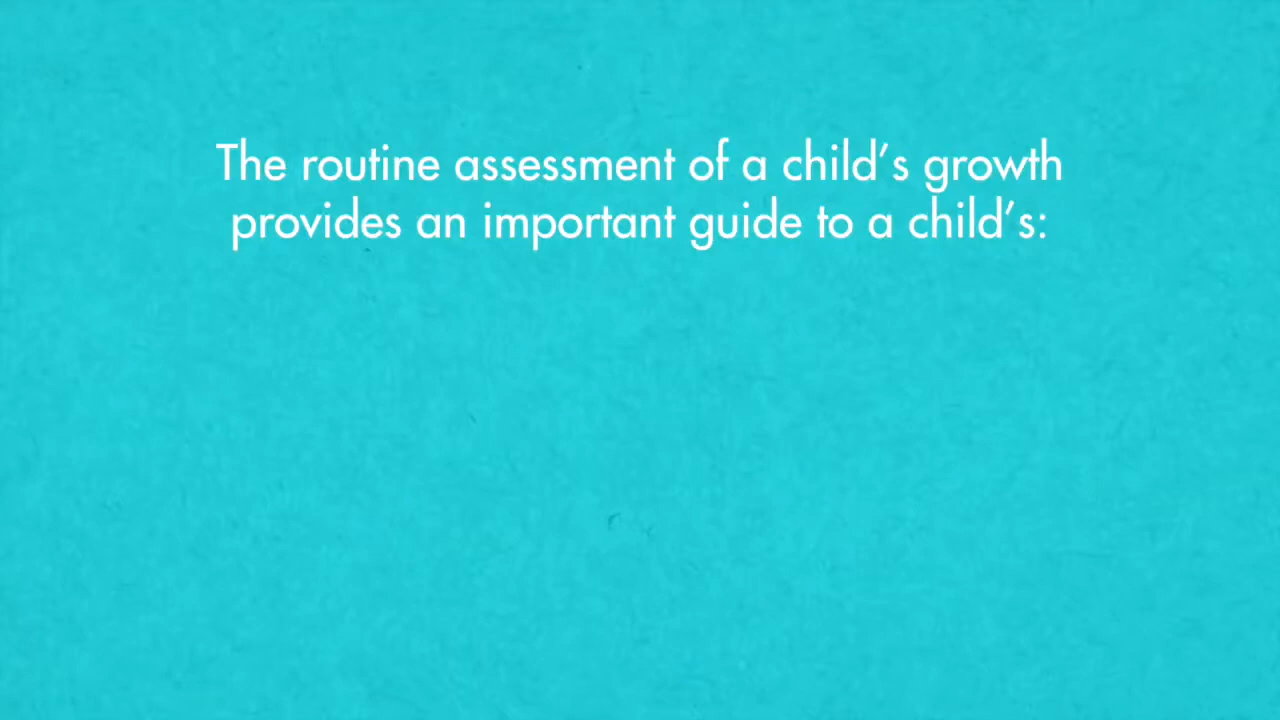 The routine assessment of a child’s growth
provides an important guide to a child’s: